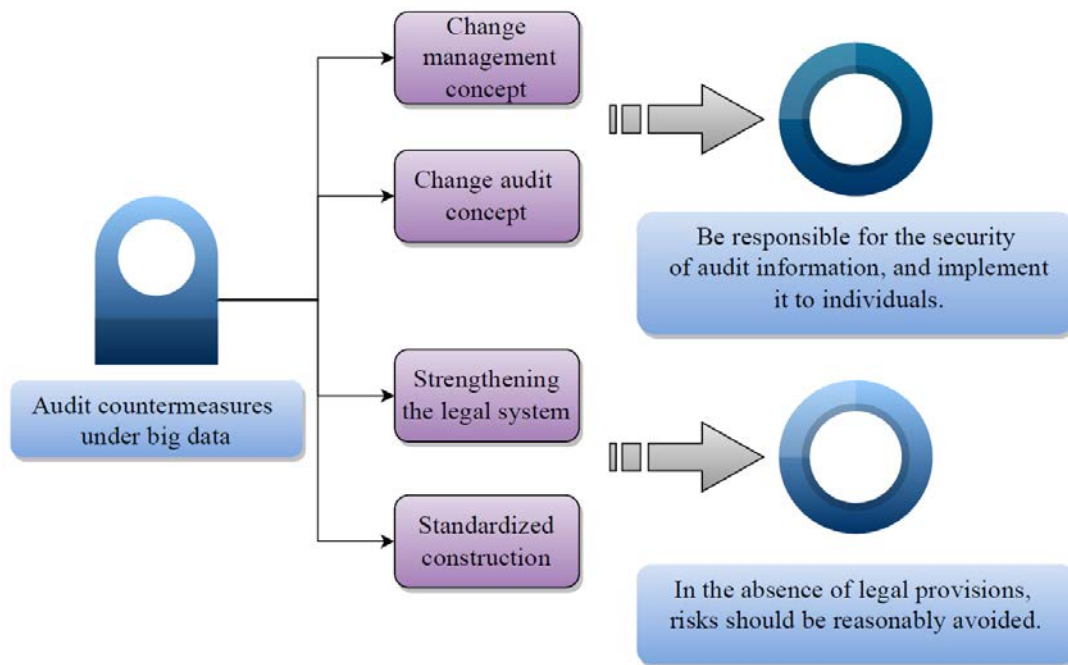 Change
management
concept
Change audit
concept
Be responsible for the security
of audit information, and implement
it to individuals.
Audit countermeasures
under big data
Strengthening
the legal system
Standardized
construction
In the absence of legal provisions,
risks should be reasonably avoided.